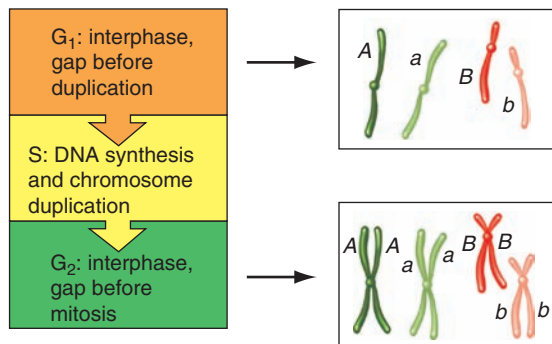 G₁: interphase,
gap before
duplication
A
a
B
b
S: DNA synthesis
and chromosome
duplication
G₂: interphase,
gap before
mitosis
A A
a a
B B
b b